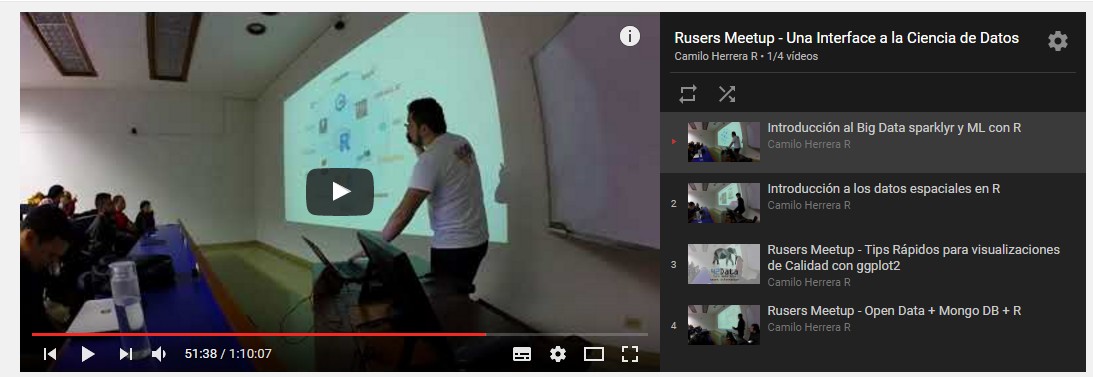 Rusers Meetup - Una Interface a la Ciencia de Datos
Camilo Herrera R • 1/4 vídeos
Introducción al Big Data sparklyr y ML con R
Camilo Herrera R
2
Introducción a los datos espaciales en R
Camilo Herrera R
3
Rusers Meetup - Tips Rápidos para visualizaciones
de Calidad con ggplot2
Camilo Herrera R
4
Rusers Meetup - Open Data + Mongo DB + R
Camilo Herrera R
R
51:38 / 1:10:07